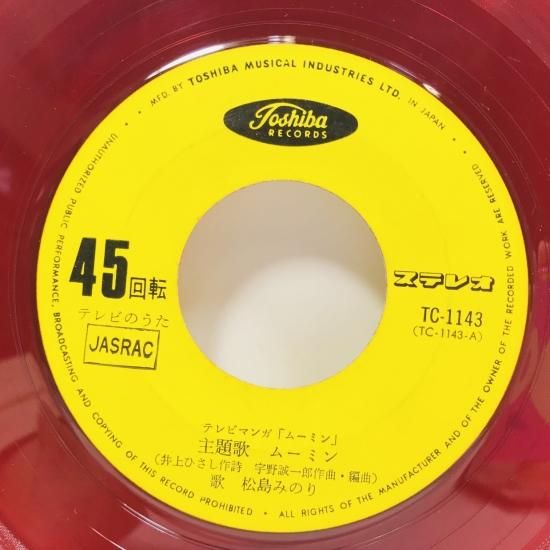 • MFD. BY TOSHIBA MUSICAL INDUSTRIES LTD. IN JAPAN •
Toshiba
RECORDS
45回転
ステレオ
テレビのうた
JASRAC
TC-1143
(TC-1143-A)
テレビマンガ「ムーミン」
主題歌 ムーミン
(井上ひさし作詩 宇野誠一郎作曲・編曲)
歌 松島みのり
UNAUTHORIZED PUBLIC PERFORMANCE, BROADCASTING AND COPYING OF THIS RECORD PROHIBITED • ALL RIGHTS OF THE MANUFACTURER AND OF THE OWNER OF THE RECORDED WORK ARE RESERVED